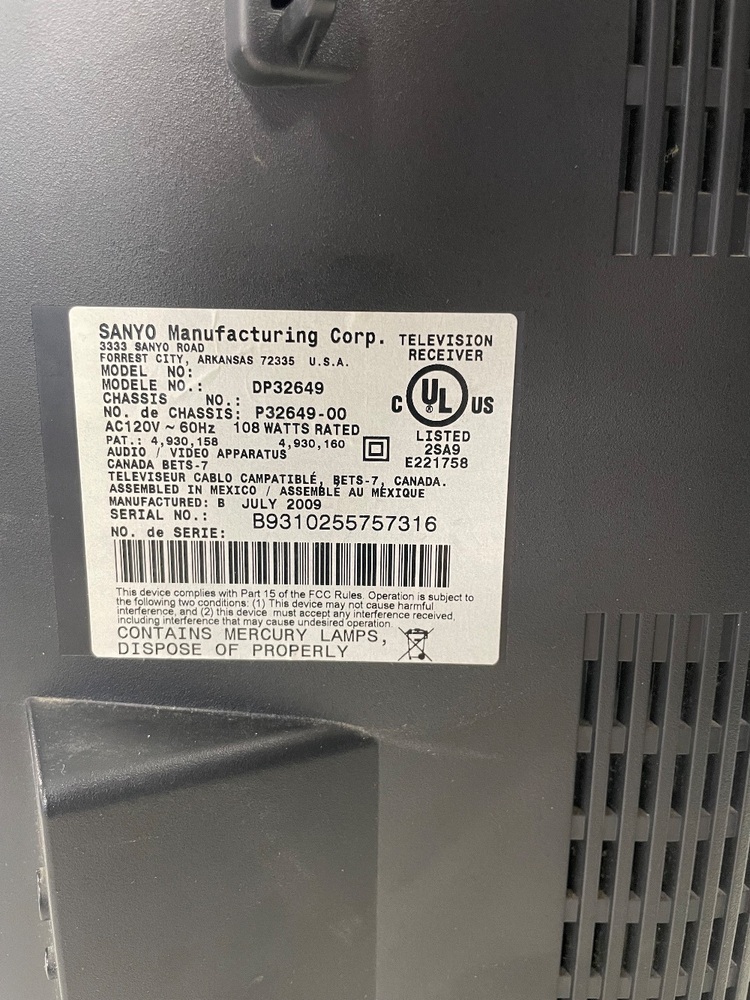 SANYO Manufacturing Corp.
3333 SANYO ROAD
FORREST CITY, ARKANSAS 72335 U.S.A.
TELEVISION
RECEIVER
MODEL NO:
MODELE NO.: DP32649
CHASSIS NO.:
NO. de CHASSIS: P32649-00
AC120V ~ 60Hz 108 WATTS RATED
PAT.: 4,930,158 4,930,160
AUDIO / VIDEO APPARATUS
CANADA BETS-7
C UL ® US
LISTED
2SA9
E221758
TELEVISEUR CABLO CAMPATIBLÉ, BETS-7, CANADA.
ASSEMBLED IN MEXICO / ASSEMBLÉ AU MEXIQUE
MANUFACTURED: B JULY 2009
SERIAL NO.:
NO. de SERIE: B9310255757316
This device complies with Part 15 of the FCC Rules. Operation is subject to
the following two conditions: (1) This device may not cause harmful
interference, and (2) this device must accept any interference received,
including interference that may cause undesired operation.
CONTAINS MERCURY LAMPS,
DISPOSE OF PROPERLY